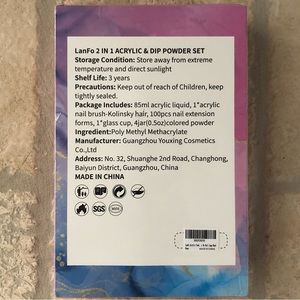 LanFo 2 IN 1 ACRYLIC & DIP POWDER SET
Storage Condition: Store away from extreme
temperature and direct sunlight
Shelf Life: 3 years
Precautions: Keep out of reach of Children, keep
tightly sealed.
Package Includes: 85ml acrylic liquid, 1*acrylic
nail brush-Kolinsky hair, 100pcs nail extension
forms, 1*glass cup, 4jar(0.5oz)colored powder
Ingredient:Poly Methyl Methacrylate
Manufacturer: Guangzhou Youxing Cosmetics
Co.,Ltd
Address: No. 32, Shuanghe 2nd Road, Changhong,
Baiyun District, Guangzhou, China
MADE IN CHINA
SGS